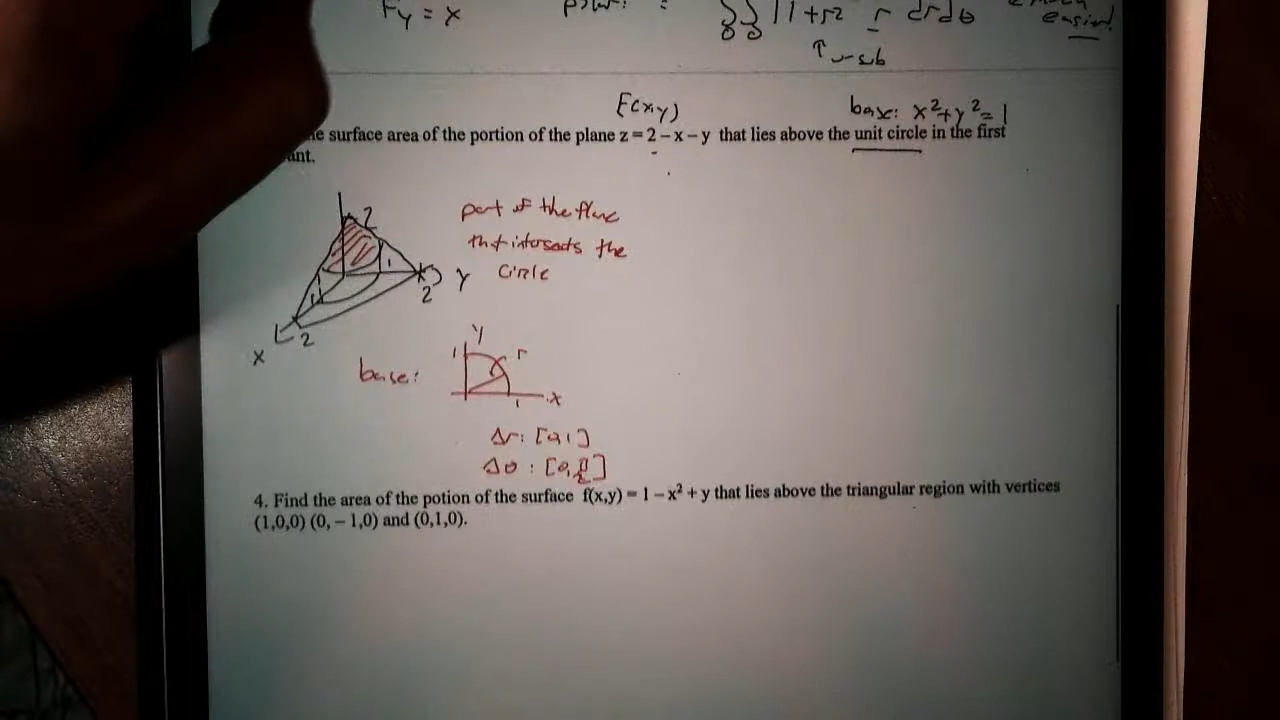 Fy = x
∫∫ √1+r² r dr dθ
easier!
↑ u-sub
F(x,y)
base: x²+y²=1
surface area of the portion of the plane z = 2 – x – y that lies above the unit circle in the first
ant.
2
part of the plane
that intersects the
circle
1
Y
2
1
2
X
Y
1
r
base:
X
1
Δr: [0,1]
Δθ: [0, π/2]
4. Find the area of the potion of the surface f(x,y) = 1 – x² + y that lies above the triangular region with vertices
(1,0,0) (0, – 1,0) and (0,1,0).